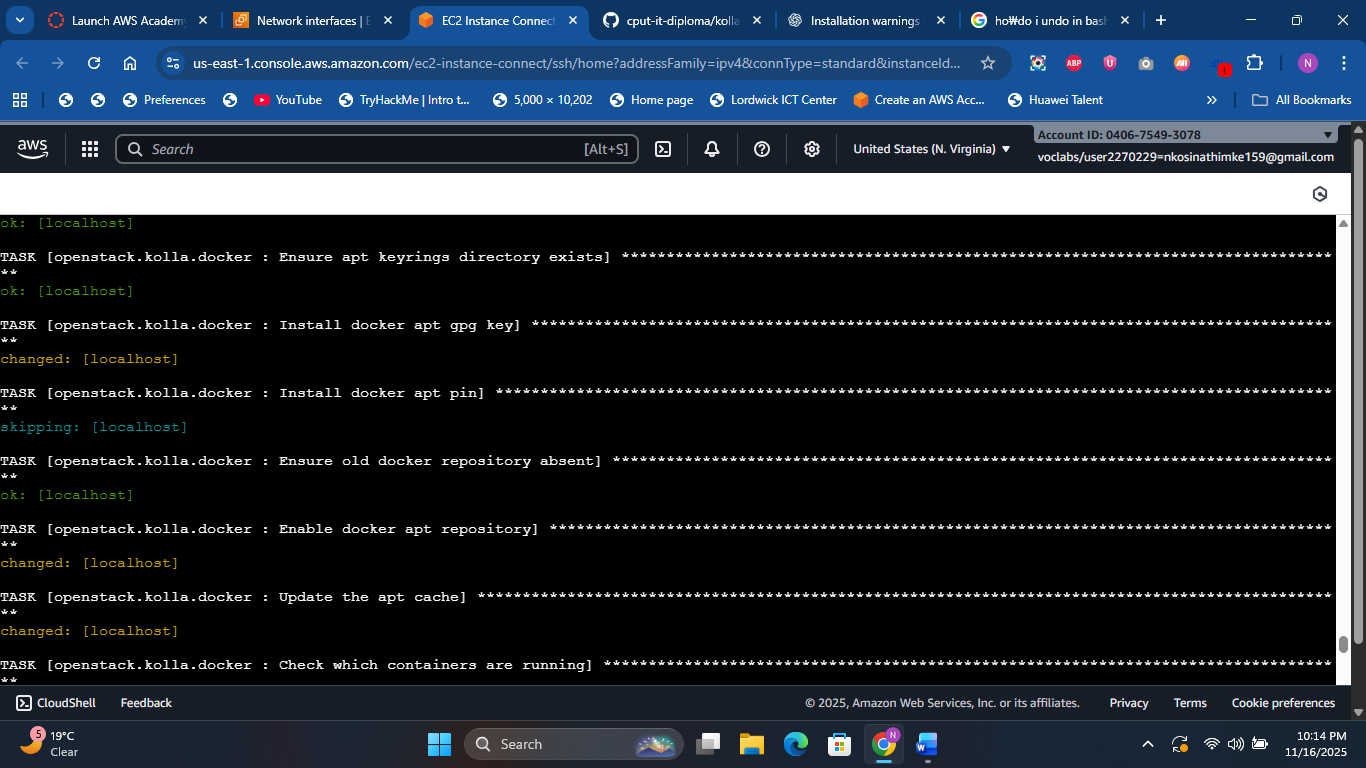 Launch AWS Academy
Network interfaces | E
EC2 Instance Connect
cput-it-diploma/kolla
Installation warnings
ho₩do i undo in bash
us-east-1.console.aws.amazon.com/ec2-instance-connect/ssh/home?addressFamily=ipv4&connType=standard&instanceId...
ABP
N
Preferences
YouTube
TryHackMe | Intro t...
5,000 × 10,202
Home page
Lordwick ICT Center
Create an AWS Acc...
Huawei Talent
»
All Bookmarks
aws
Search
[Alt+S]
United States (N. Virginia)
Account ID: 0406-7549-3078
voclabs/user2270229=nkosinathimke159@gmail.com
ok: [localhost]
TASK [openstack.kolla.docker : Ensure apt keyrings directory exists] *******************************************************************************
**
ok: [localhost]
TASK [openstack.kolla.docker : Install docker apt gpg key] *****************************************************************************************
**
changed: [localhost]
TASK [openstack.kolla.docker : Install docker apt pin] *********************************************************************************************
**
skipping: [localhost]
TASK [openstack.kolla.docker : Ensure old docker repository absent] ********************************************************************************
**
ok: [localhost]
TASK [openstack.kolla.docker : Enable docker apt repository] ***************************************************************************************
**
changed: [localhost]
TASK [openstack.kolla.docker : Update the apt cache] ***********************************************************************************************
**
changed: [localhost]
TASK [openstack.kolla.docker : Check which containers are running] *********************************************************************************
**
CloudShell
Feedback
© 2025, Amazon Web Services, Inc. or its affiliates.
Privacy
Terms
Cookie preferences
5
19°C
Clear
Search
N
10:14 PM
11/16/2025